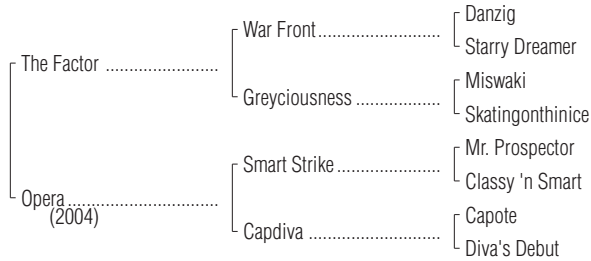 Danzig
War Front..............................
Starry Dreamer
The Factor ...........................
Miswaki
Greyciousness .....................
Skatingonthinice
Mr. Prospector
Smart Strike.........................
Classy 'n Smart
Opera..............................
(2004)
Capote
Capdiva ...............................
Diva's Debut